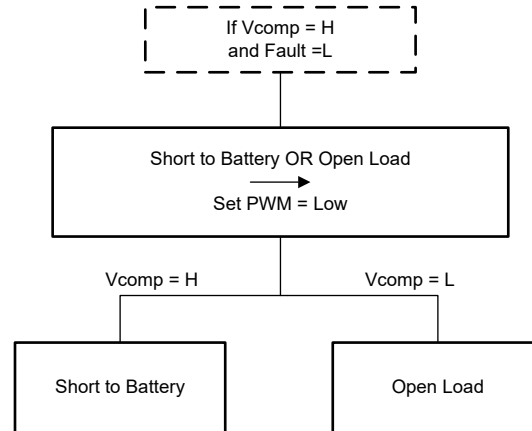 If Vcomp = H
and Fault =L
Short to Battery OR Open Load
Set PWM = Low
Vcomp = H
Vcomp = L
Short to Battery
Open Load